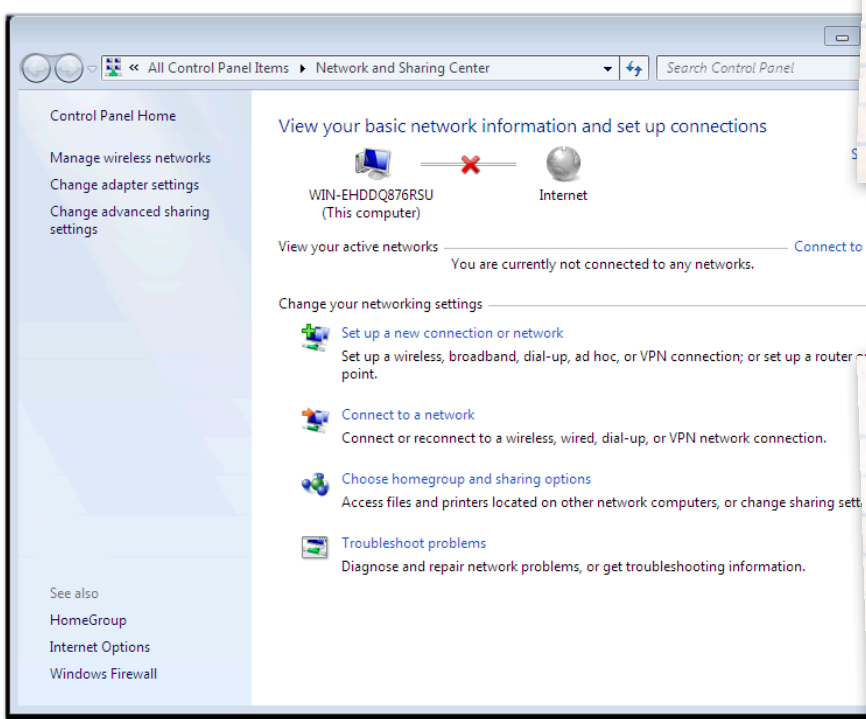 « All Control Panel Items ▸ Network and Sharing Center
Search Control Panel
Control Panel Home
Manage wireless networks
Change adapter settings
Change advanced sharing
settings
See also
HomeGroup
Internet Options
Windows Firewall
View your basic network information and set up connections
S
WIN-EHDDQ876RSU
(This computer)
Internet
View your active networks
Connect to
You are currently not connected to any networks.
Change your networking settings
Set up a new connection or network
Set up a wireless, broadband, dial-up, ad hoc, or VPN connection; or set up a router
point.
Connect to a network
Connect or reconnect to a wireless, wired, dial-up, or VPN network connection.
Choose homegroup and sharing options
Access files and printers located on other network computers, or change sharing sett
Troubleshoot problems
Diagnose and repair network problems, or get troubleshooting information.